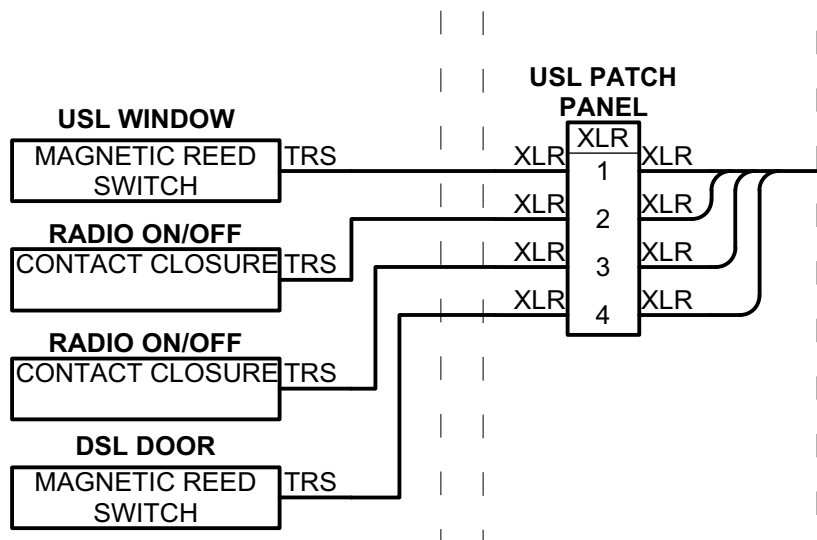 USL PATCH
PANEL
USL WINDOW
MAGNETIC REED
SWITCH
TRS
XLR
XLR
1
XLR
XLR
2
XLR
RADIO ON/OFF
CONTACT CLOSURE
TRS
XLR
3
XLR
XLR
4
XLR
RADIO ON/OFF
CONTACT CLOSURE
TRS
DSL DOOR
MAGNETIC REED
SWITCH
TRS